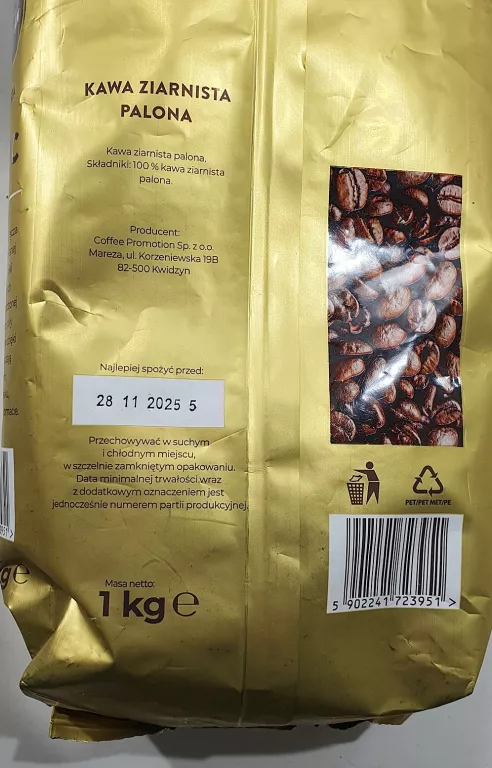 KAWA ZIARNISTA
PALONA
Kawa ziarnista palona.
Składniki: 100 % kawa ziarnista
palona.
Producent:
Coffee Promotion Sp. z o.o.
Mareza, ul. Korzeniewska 19B
82-500 Kwidzyn
Najlepiej spożyć przed:
28 11 2025 5
Przechowywać w suchym
i chłodnym miejscu,
w szczelnie zamkniętym opakowaniu.
Data minimalnej trwałości wraz
z dodatkowym oznaczeniem jest
jednocześnie numerem partii produkcyjnej.
Masa netto:
1 kg e
PET/PET MET/PE
5 902241 723951 >